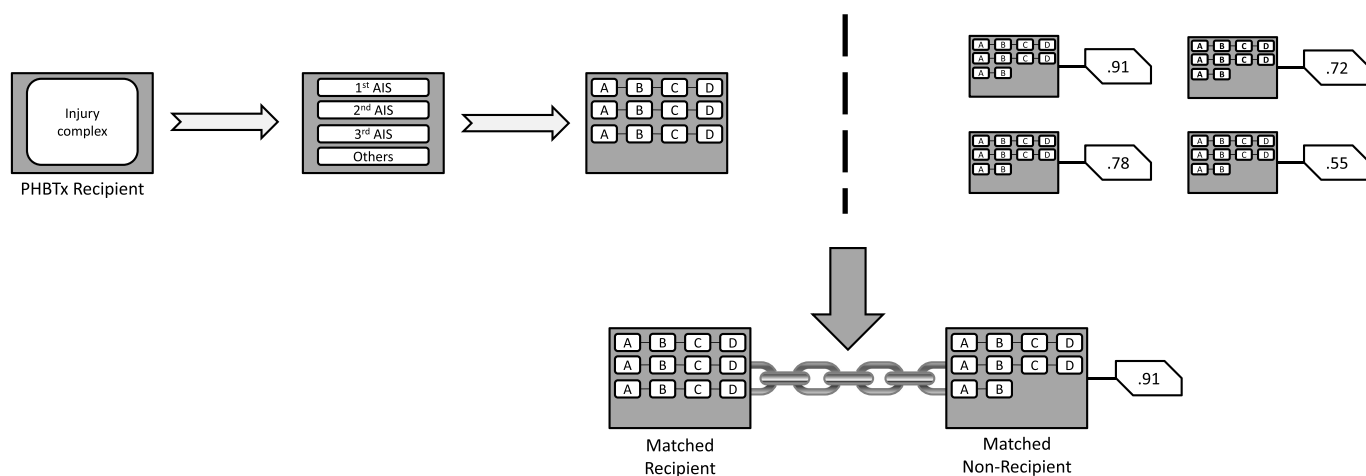 Injury
complex
PHBTx Recipient
1st AIS
2nd AIS
3rd AIS
Others
A B C D
A B C D
A B C D
A B C D
A B C D
A B
.91
A B C D
A B C D
A B
.72
A B C D
A B C D
A B
.78
A B C D
A B C D
A B
.55
A B C D
A B C D
A B C D
Matched
Recipient
A B C D
A B C D
A B
.91
Matched
Non-Recipient